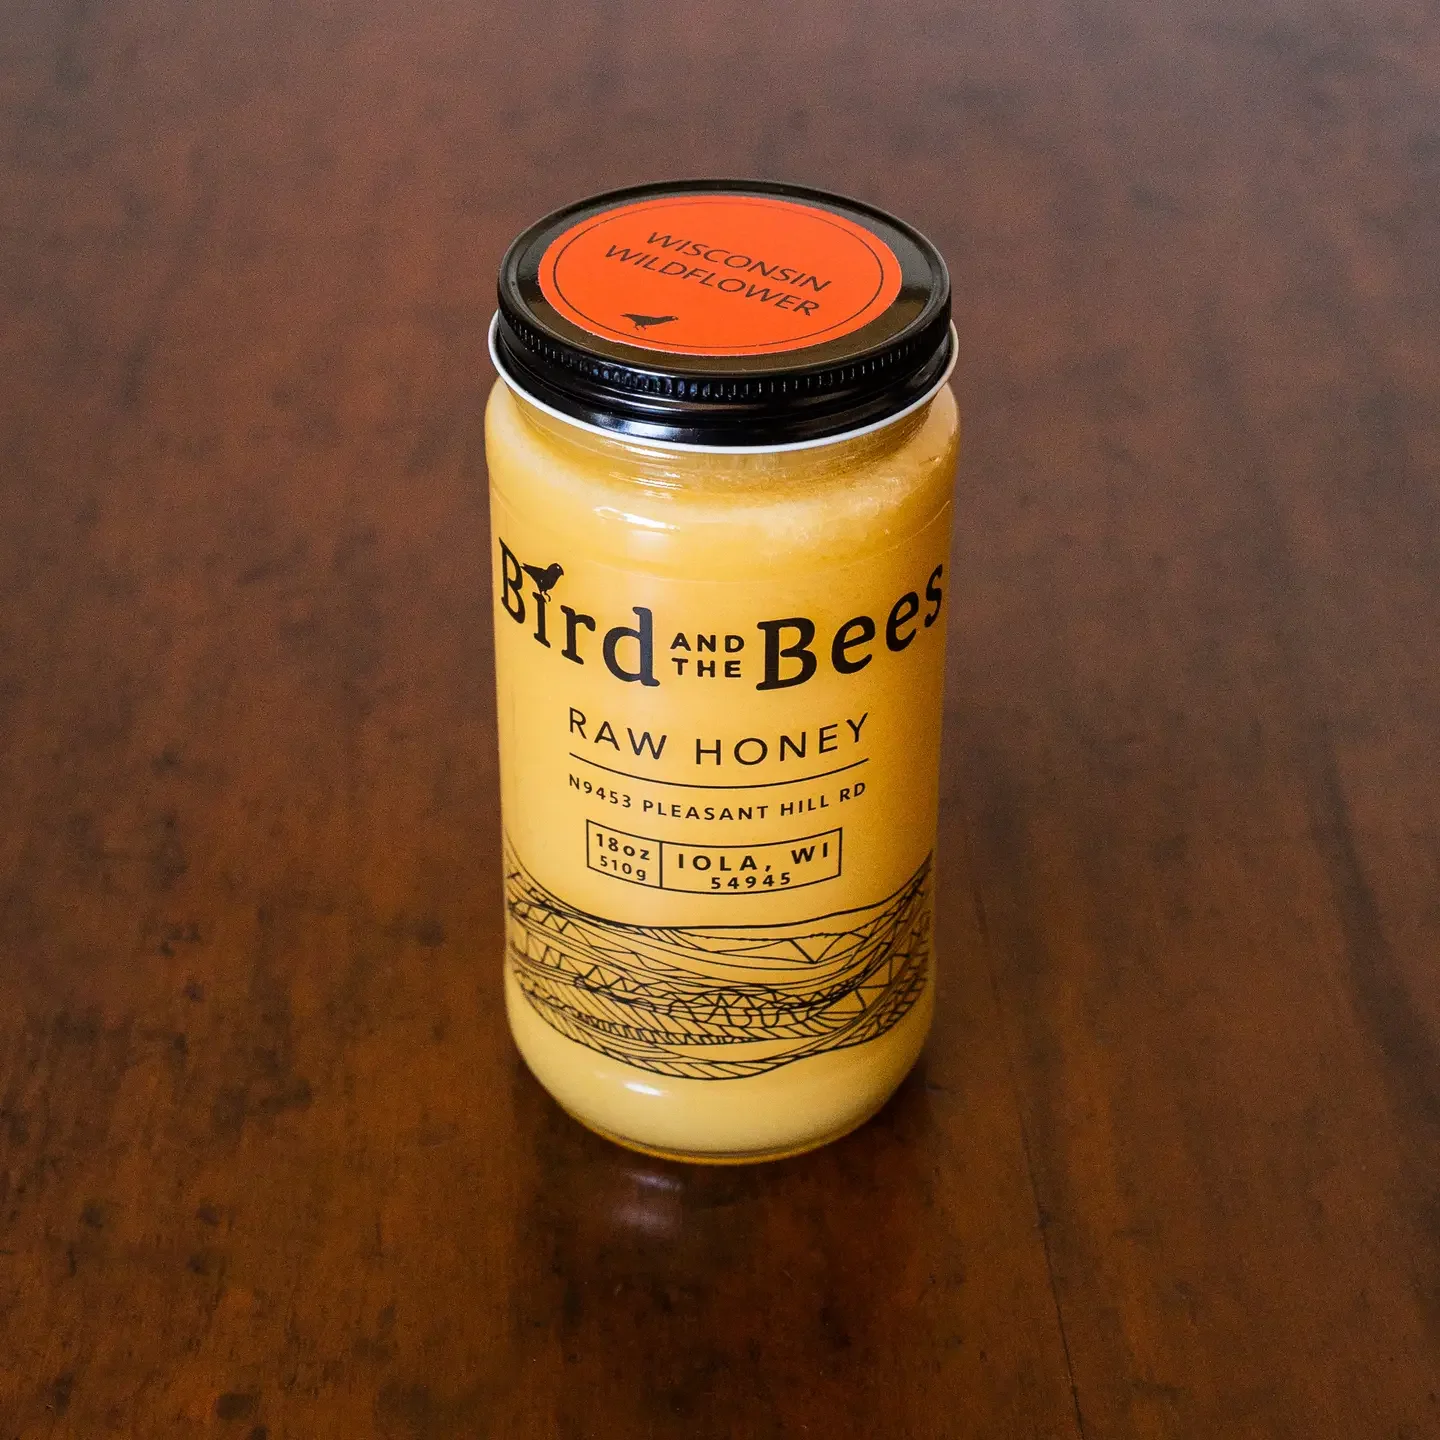 WISCONSIN
WILDFLOWER
Bird AND THE Bees
RAW HONEY
N9453 PLEASANT HILL RD
18oz
510g
IOLA, WI
54945